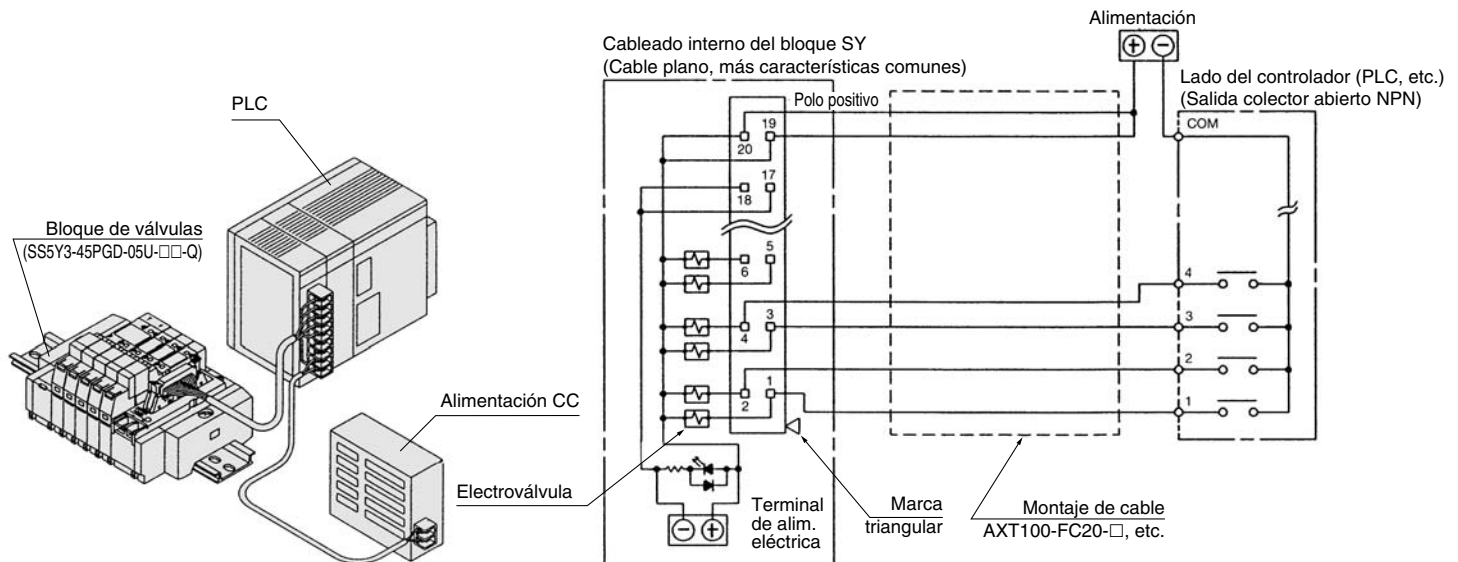 PLC
Bloque de válvulas
(SS5Y3-45PGD-05U-□□-Q)
Alimentación CC
Electroválvula
Cableado interno del bloque SY
(Cable plano, más características comunes)
Polo positivo
19
20
17
18
5
6
3
4
1
2
Terminal
de alim.
eléctrica
Marca
triangular
Montaje de cable
AXT100-FC20-□, etc.
Alimentación
Lado del controlador (PLC, etc.)
(Salida colector abierto NPN)
COM
4
3
2
1